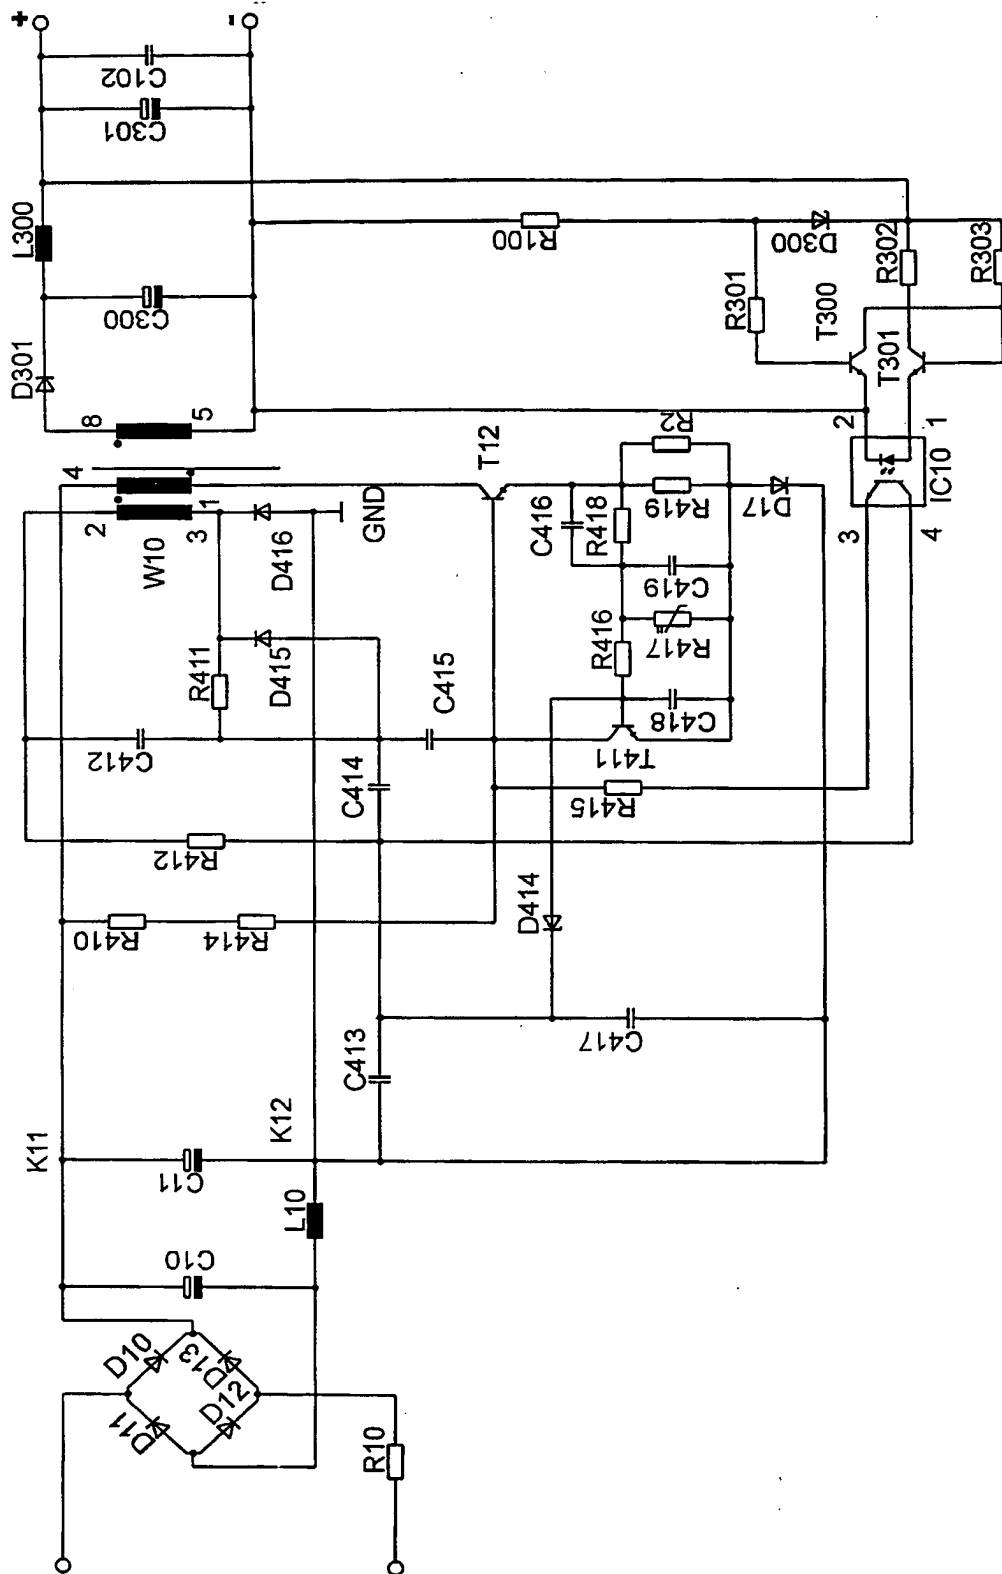 +
-
C102
C301
L300
C300
D301
8
5
4
2
3
1
W10
GND
D416
D415
R411
C412
C414
C415
R412
R410
R414
C413
K11
K12
C11
L10
C10
D10
D13
D11
D12
R10
T12
C416
R418
R419
R2
D17
C419
R416
R417
C418
T411
R415
D414
C417
R100
D300
R301
R302
R303
T300
T301
2
1
IC10
3
4